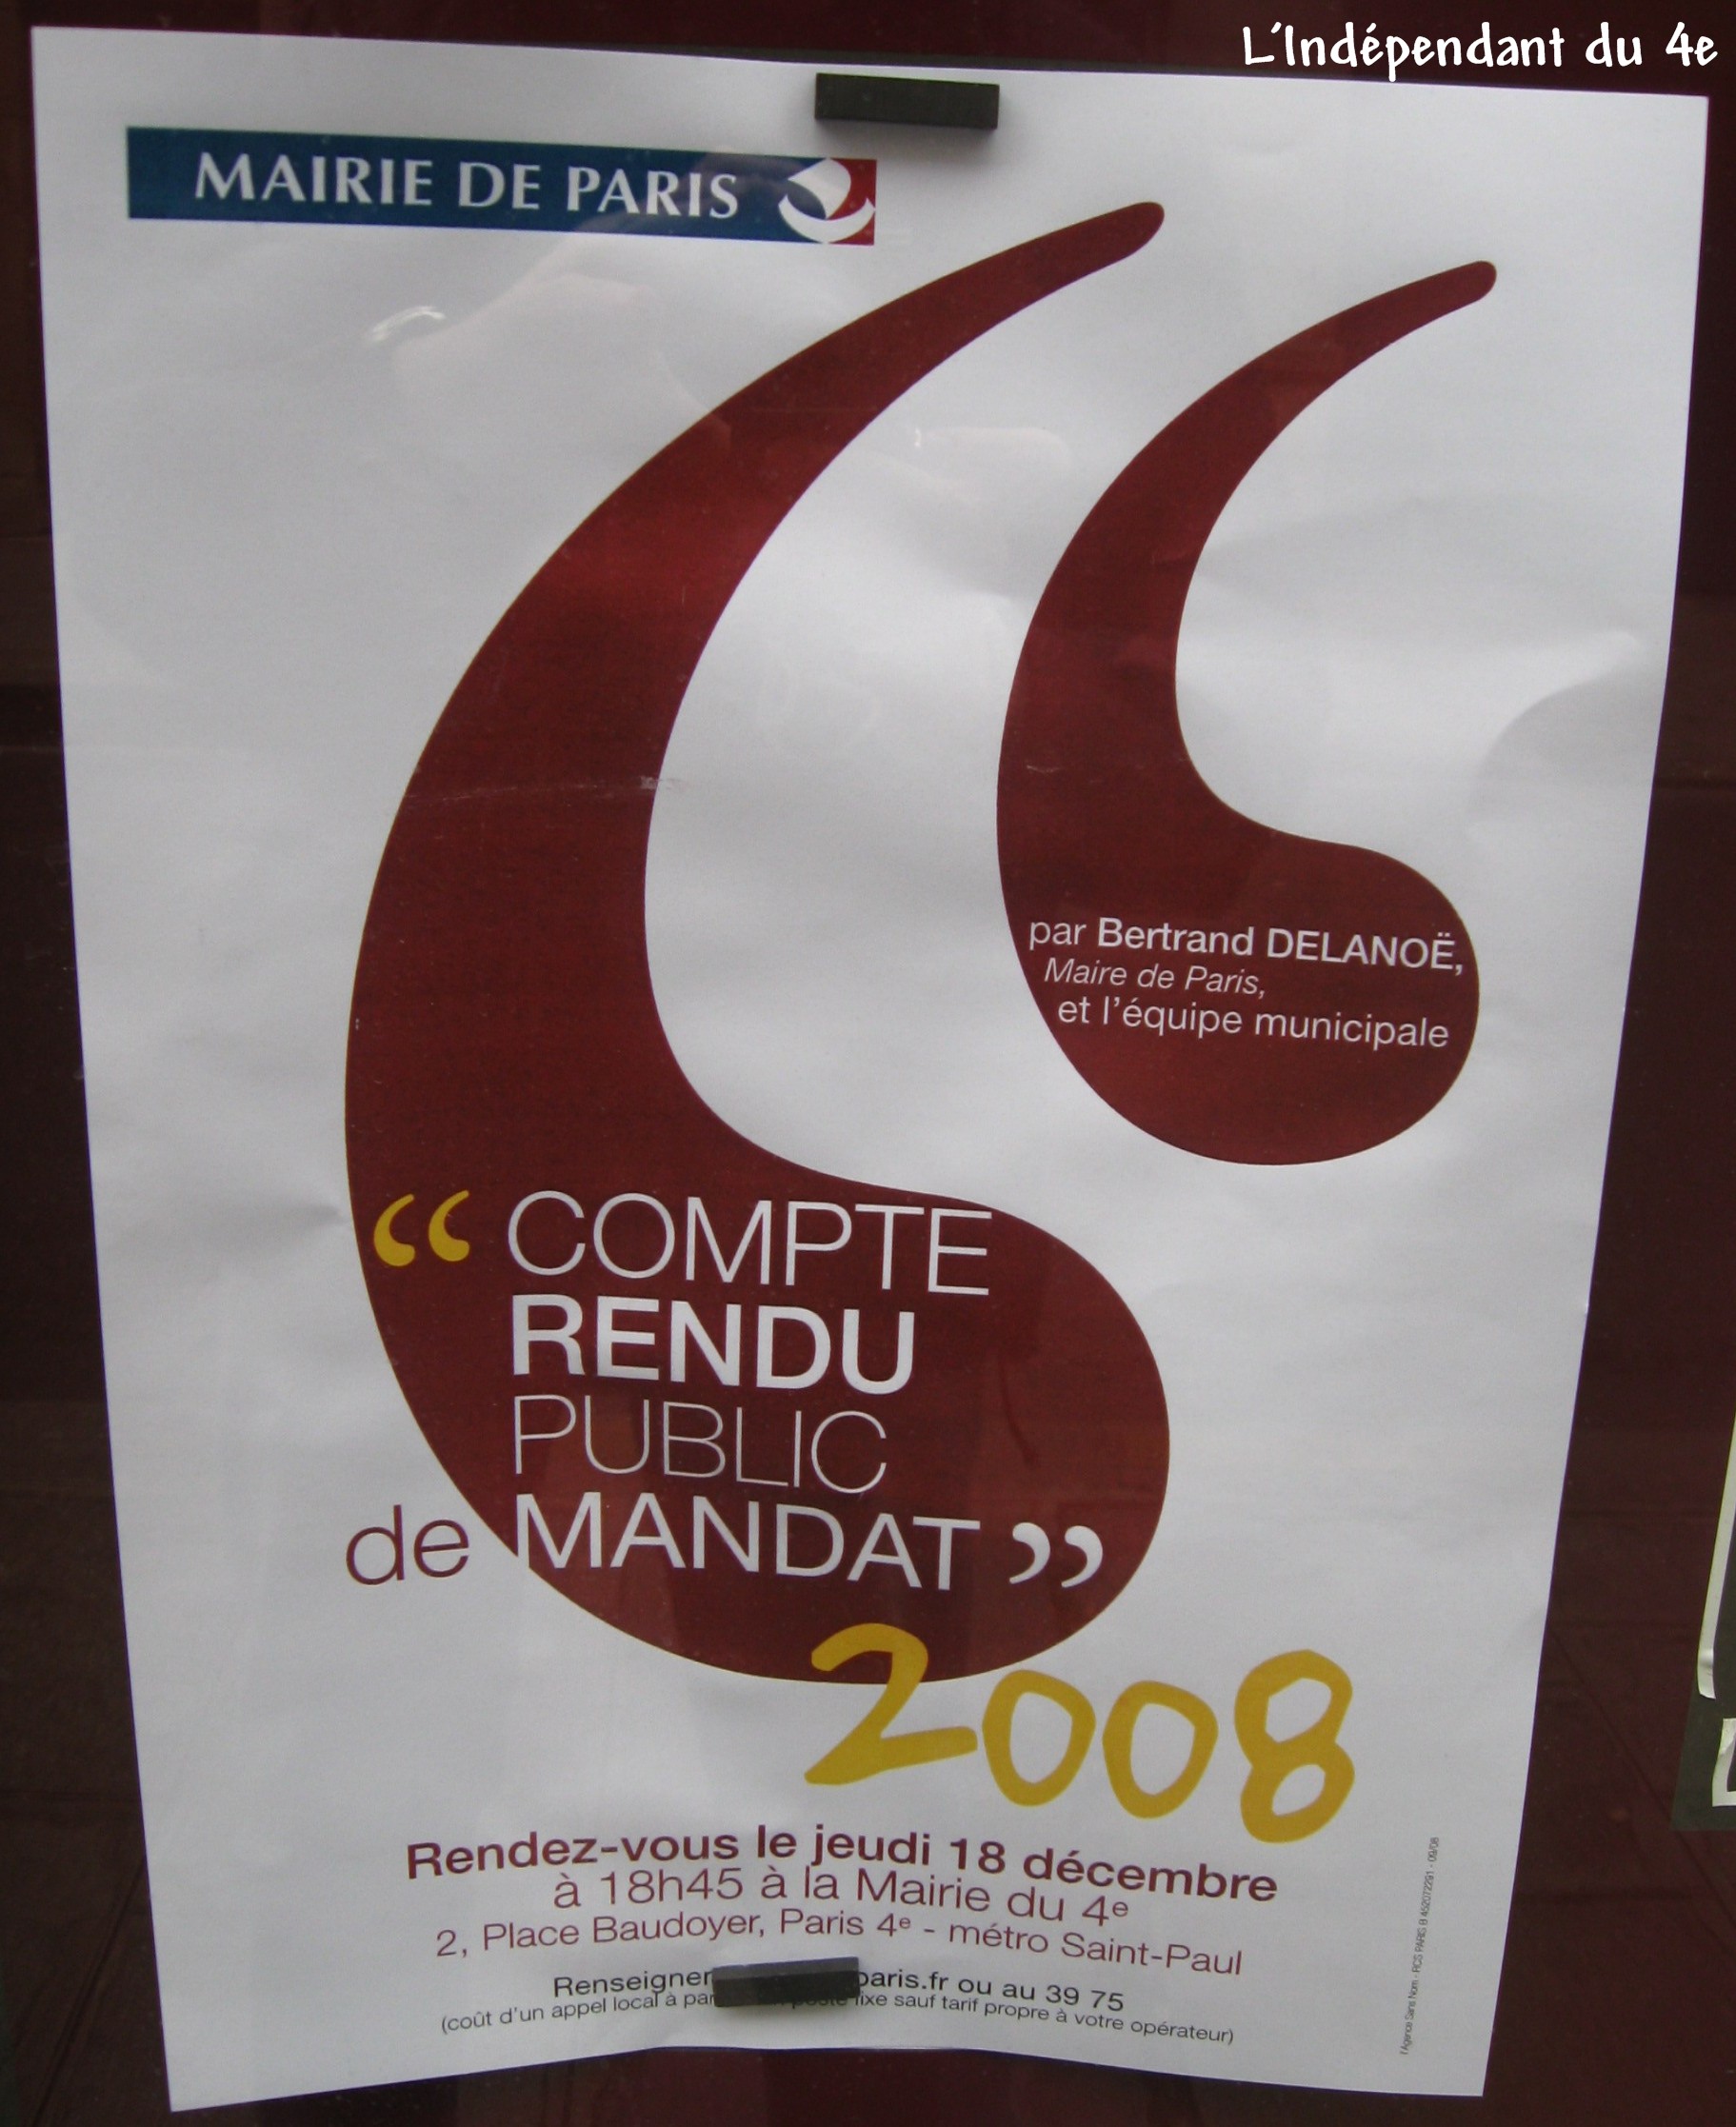 L'Indépendant du 4e
MAIRIE DE PARIS
par Bertrand DELANOË,
Maire de Paris,
et l'équipe municipale
“ COMPTE
RENDU
PUBLIC
de MANDAT ”
2008
Rendez-vous le jeudi 18 décembre
à 18h45 à la Mairie du 4e
2, Place Baudoyer, Paris 4e - métro Saint-Paul
paris.fr ou au 39 75
(coût d'un appel local à fixe sauf tarif propre à votre opérateur)